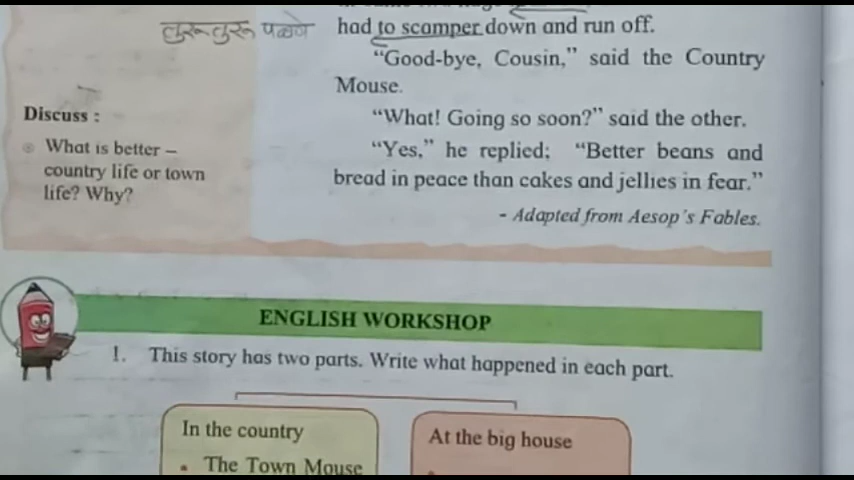 लुरूलुरू पळणे had to scamper down and run off.
"Good-bye, Cousin," said the Country
Mouse.
"What! Going so soon?" said the other.
"Yes," he replied; "Better beans and
bread in peace than cakes and jellies in fear."
- Adapted from Aesop's Fables.
Discuss :
What is better –
country life or town
life? Why?
ENGLISH WORKSHOP
1. This story has two parts. Write what happened in each part.
In the country
• The Town Mouse
At the big house